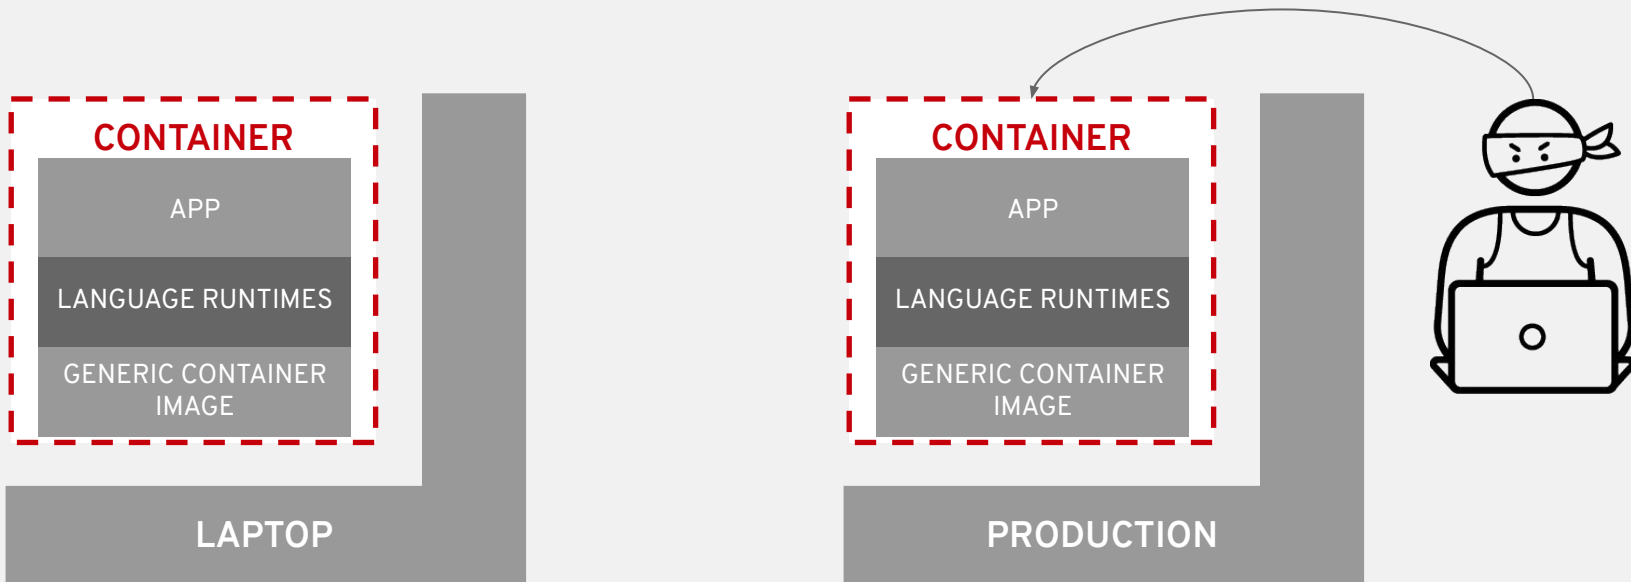 CONTAINER
APP
LANGUAGE RUNTIMES
GENERIC CONTAINER
IMAGE
LAPTOP
CONTAINER
APP
LANGUAGE RUNTIMES
GENERIC CONTAINER
IMAGE
PRODUCTION